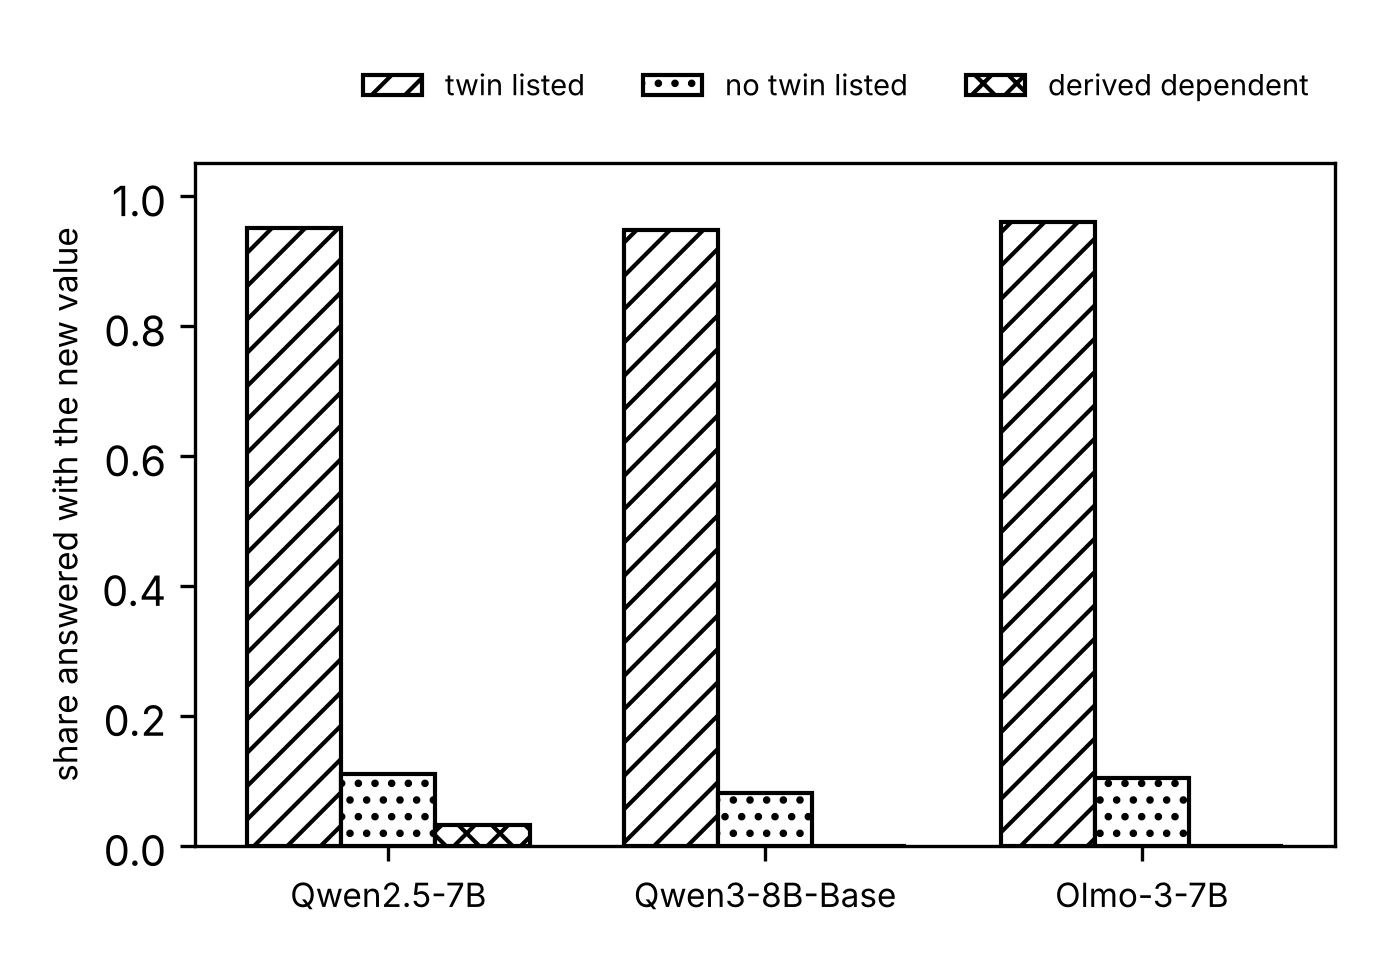 twin listed no twin listed derived dependent
share answered with the new value
1.0
0.8
0.6
0.4
0.2
0.0
Qwen2.5-7B Qwen3-8B-Base Olmo-3-7B